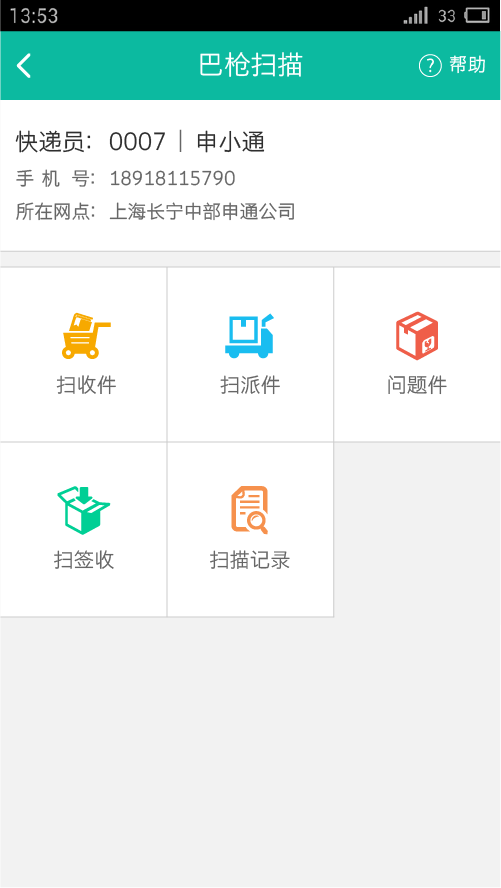 13:53 33
巴枪扫描 ? 帮助
快递员：0007｜申小通
手 机 号：18918115790
所在网点：上海长宁中部申通公司
扫收件 扫派件 问题件
扫签收 扫描记录